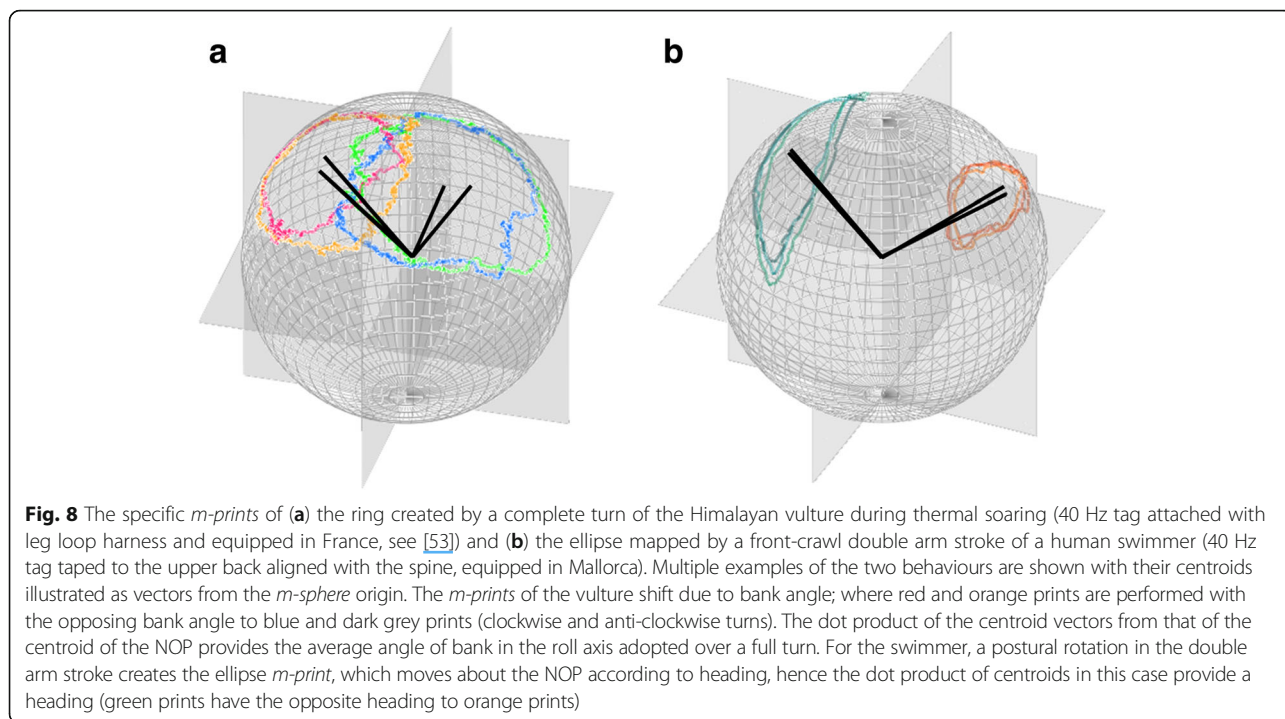 a
b
Fig. 8 The specific m-prints of (a) the ring created by a complete turn of the Himalayan vulture during thermal soaring (40 Hz tag attached with
leg loop harness and equipped in France, see [53]) and (b) the ellipse mapped by a front-crawl double arm stroke of a human swimmer (40 Hz
tag taped to the upper back aligned with the spine, equipped in Mallorca). Multiple examples of the two behaviours are shown with their centroids
illustrated as vectors from the m-sphere origin. The m-prints of the vulture shift due to bank angle; where red and orange prints are performed with
the opposing bank angle to blue and dark grey prints (clockwise and anti-clockwise turns). The dot product of the centroid vectors from that of the
centroid of the NOP provides the average angle of bank in the roll axis adopted over a full turn. For the swimmer, a postural rotation in the double
arm stroke creates the ellipse m-print, which moves about the NOP according to heading, hence the dot product of centroids in this case provide a
heading (green prints have the opposite heading to orange prints)